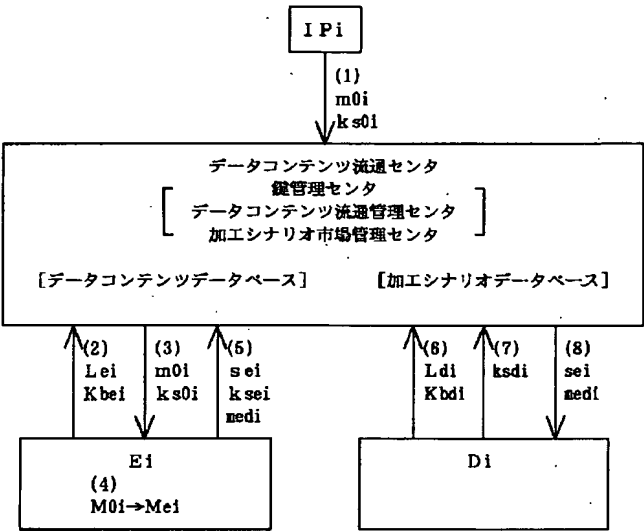 IPi
(1)
m0i
ks0i
データコンテンツ流通センタ
鍵管理センタ
データコンテンツ流通管理センタ
加工シナリオ市場管理センタ
[データコンテンツデータベース] [加工シナリオデータベース]
(2)
Lei
Kbei
(3)
m0i
ks0i
(5)
sei
ksei
medi
(6)
Ldi
Kbdi
(7)
ksdi
(8)
sei
medi
Ei
(4)
M0i→Mei
Di